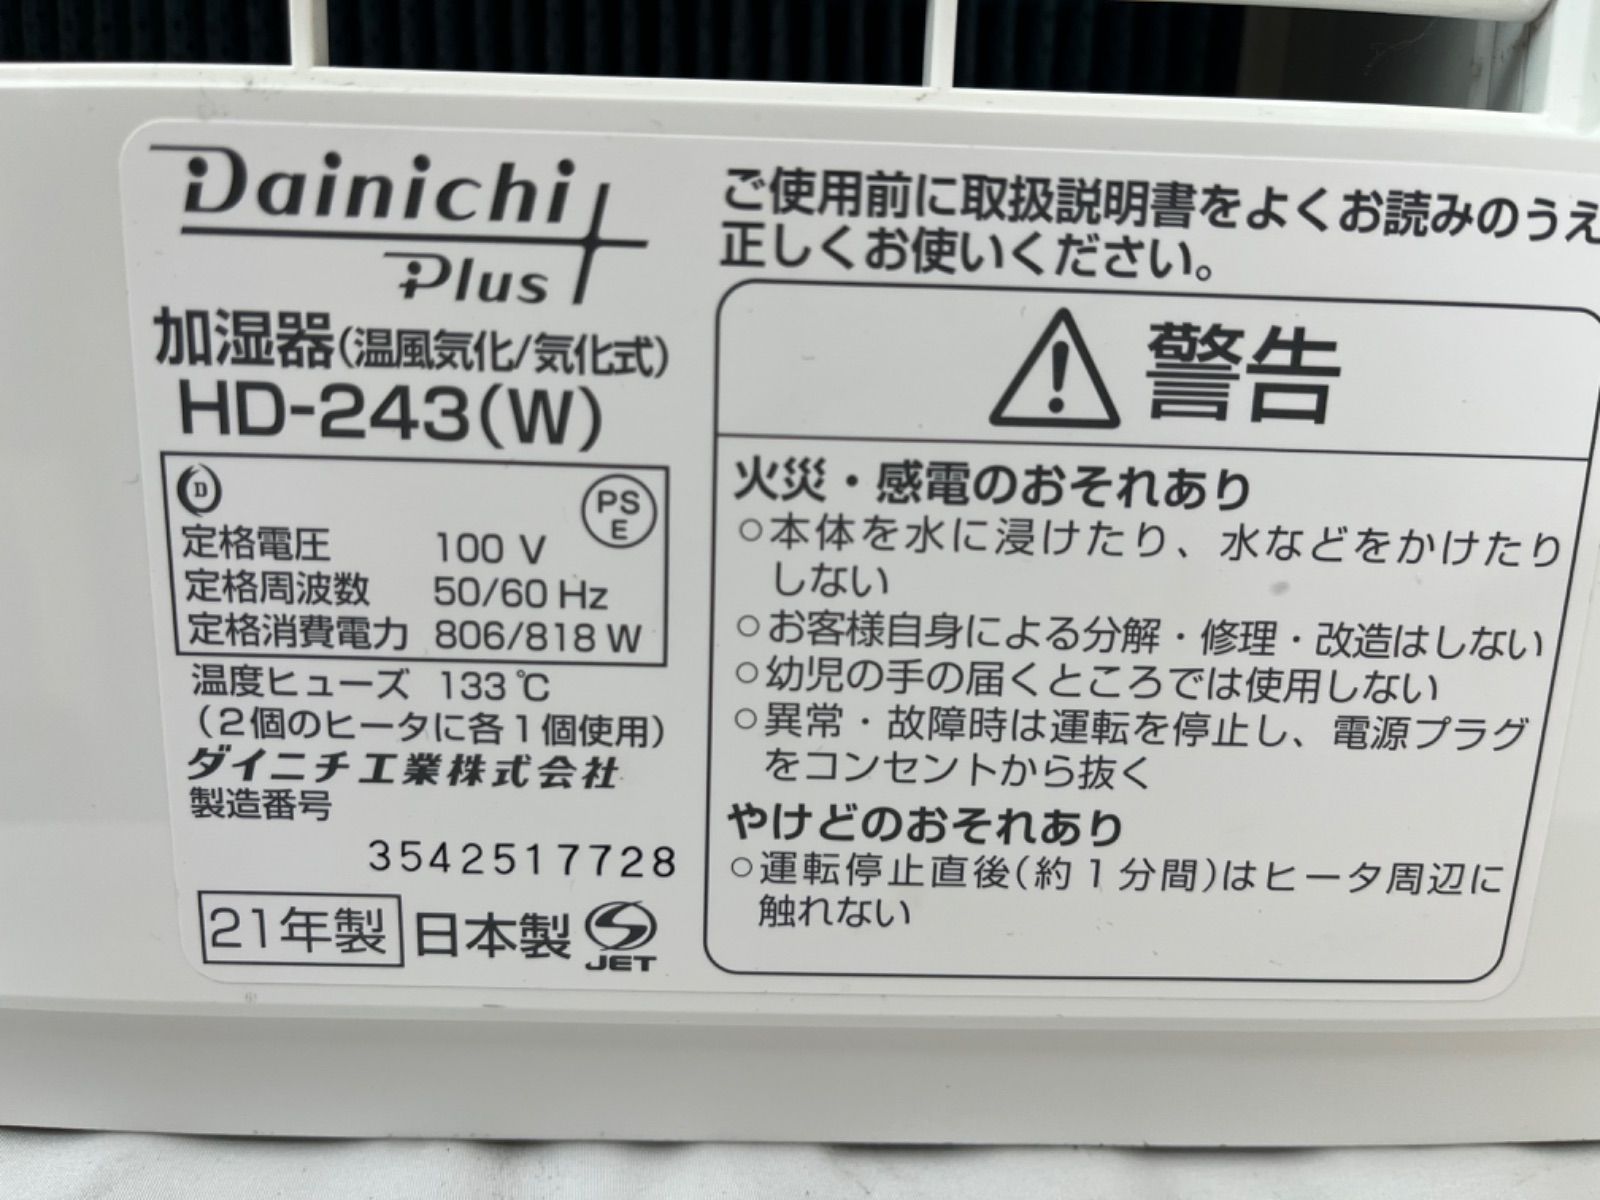 Dainichi
Plus
加湿器(温風気化/気化式)
HD-243(W)
D
PS
E
定格電圧 100 V
定格周波数 50/60 Hz
定格消費電力 806/818 W
温度ヒューズ 133℃
(2個のヒータに各1個使用)
ダイニチ工業株式会社
製造番号
3542517728
21年製 日本製 JET
ご使用前に取扱説明書をよくお読みのうえ
正しくお使いください。
警告
火災・感電のおそれあり
○本体を水に浸けたり、水などをかけたり
しない
○お客様自身による分解・修理・改造はしない
○幼児の手の届くところでは使用しない
○異常・故障時は運転を停止し、電源プラグ
をコンセントから抜く
やけどのおそれあり
○運転停止直後(約1分間)はヒータ周辺に
触れない